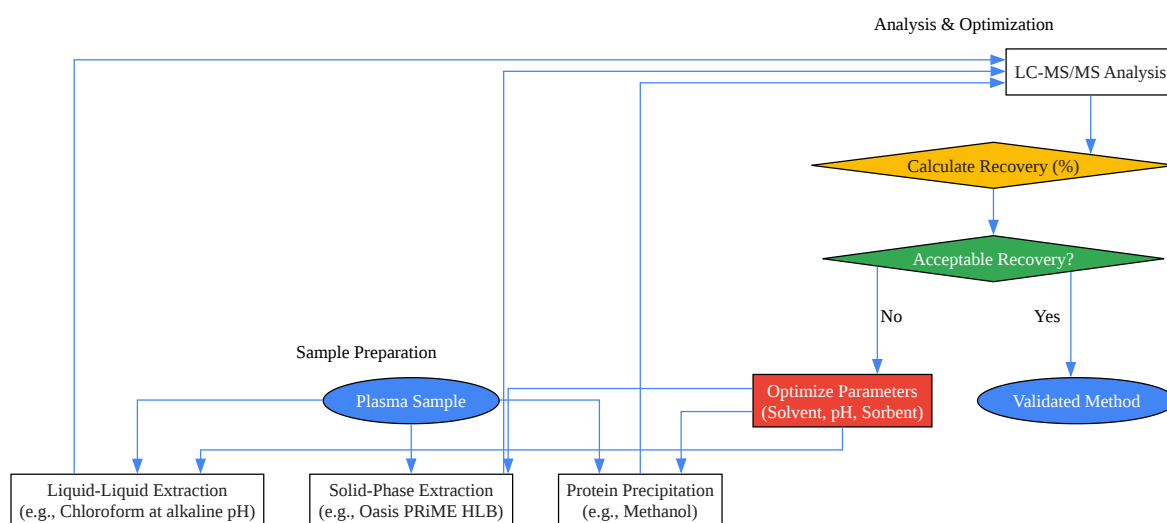 Analysis & Optimization
LC-MS/MS Analysis
Calculate Recovery (%)
Acceptable Recovery?
No
Yes
Sample Preparation
Plasma Sample
Optimize Parameters
(Solvent, pH, Sorbent)
Validated Method
Liquid-Liquid Extraction
(e.g., Chloroform at alkaline pH)
Solid-Phase Extraction
(e.g., Oasis PRiME HLB)
Protein Precipitation
(e.g., Methanol)